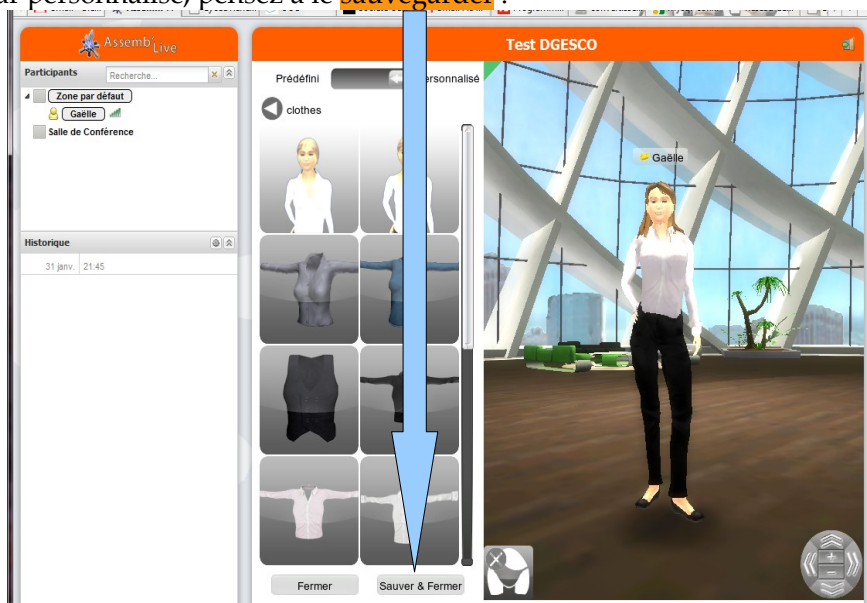 personnalisé, pensez à le sauvegarder !
Assemb'Live
Test DGESCO
Participants
Recherche...
Zone par défaut
Gaëlle
Salle de Conférence
Historique
31 janv. 21:45
Prédéfini
clothes
Gaëlle
Fermer
Sauver & Fermer